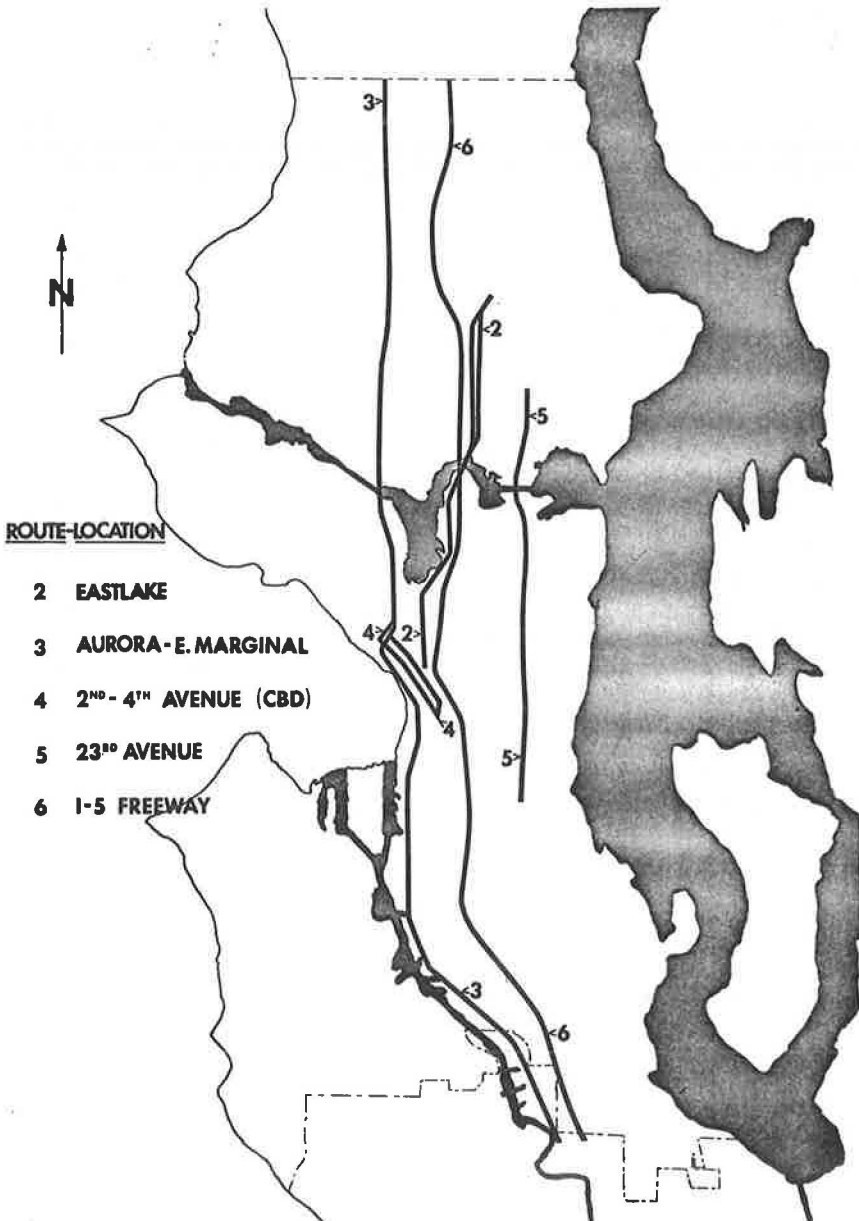 3>
<6
N
<2
<5
ROUTE-LOCATION
2 EASTLAKE
4> 2>
3 AURORA-E. MARGINAL
4 2ND-4TH AVENUE (CBD)
<4
5 23RD AVENUE
5>
6 I-5 FREEWAY
<3
<6